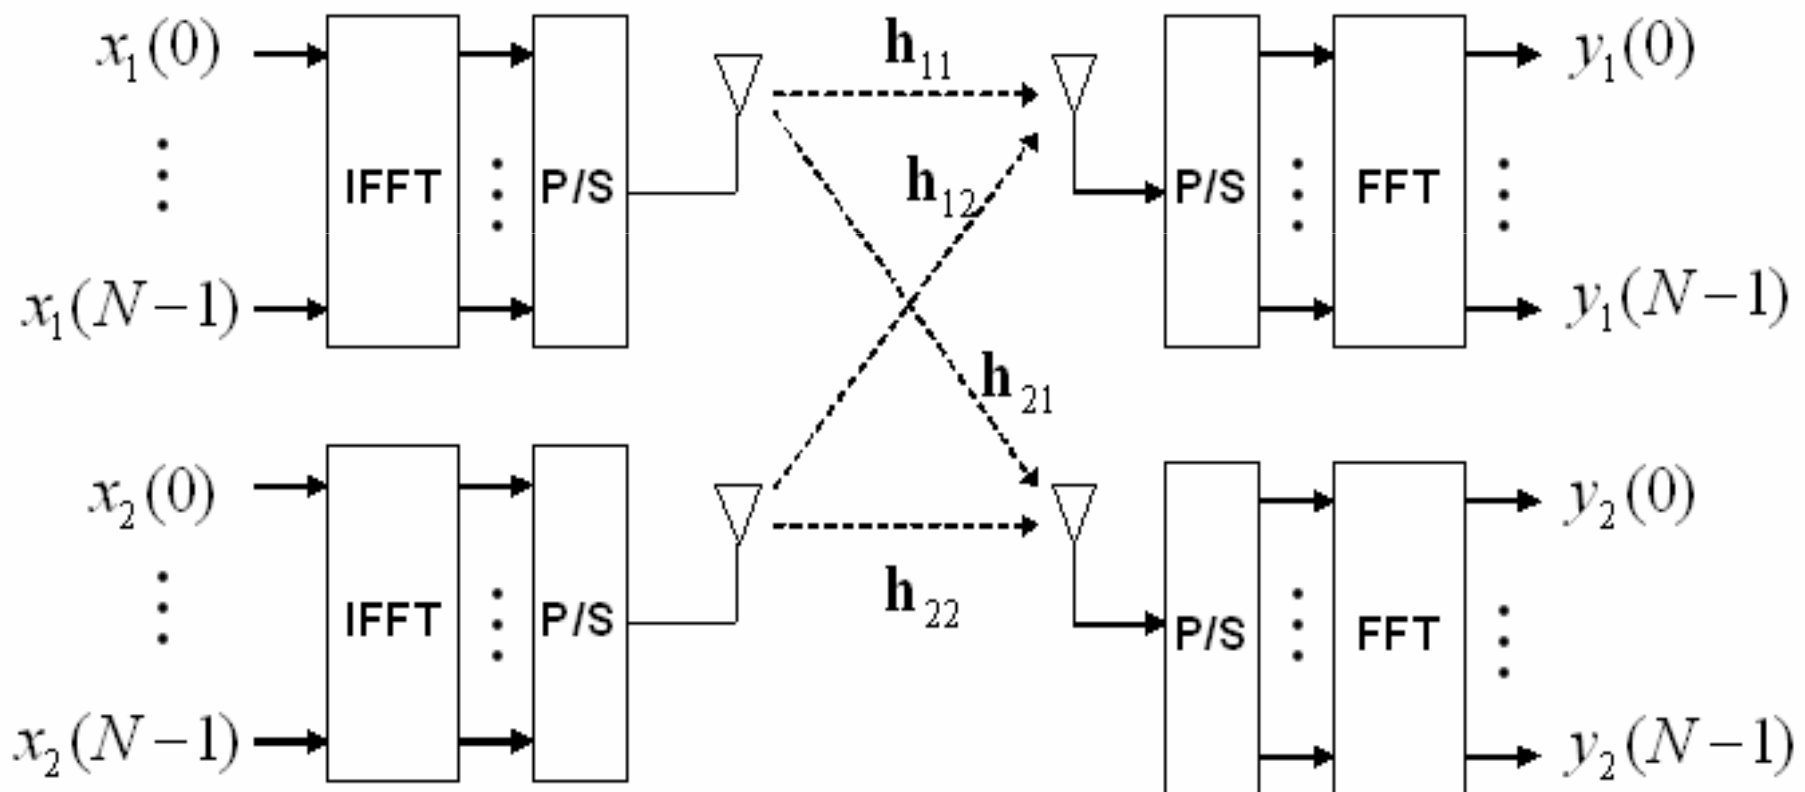 x₁(0)
⋮
x₁(N−1)
IFFT
⋮
P/S
h₁₁
h₁₂
P/S
⋮
FFT
y₁(0)
⋮
y₁(N−1)
h₂₁
x₂(0)
⋮
x₂(N−1)
IFFT
⋮
P/S
h₂₂
P/S
⋮
FFT
y₂(0)
⋮
y₂(N−1)